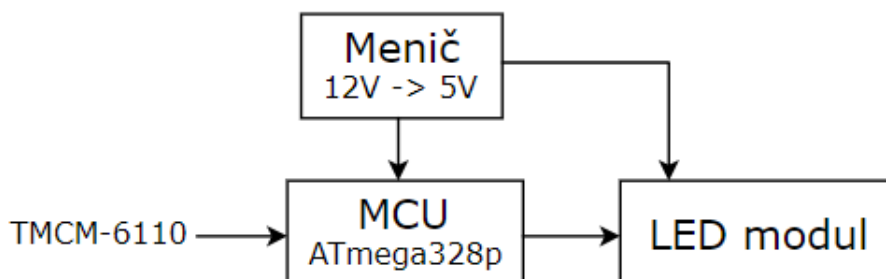 Menič
12V -> 5V
TMCM-6110
MCU
ATmega328p
LED modul